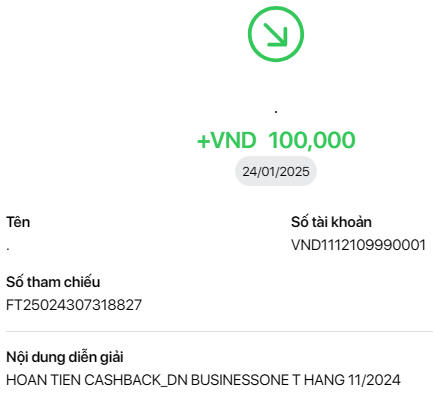 .
+VND 100,000
24/01/2025
Tên
.
Số tài khoản
VND1112109990001
Số tham chiếu
FT25024307318827
Nội dung diễn giải
HOAN TIEN CASHBACK_DN BUSINESSONE T HANG 11/2024